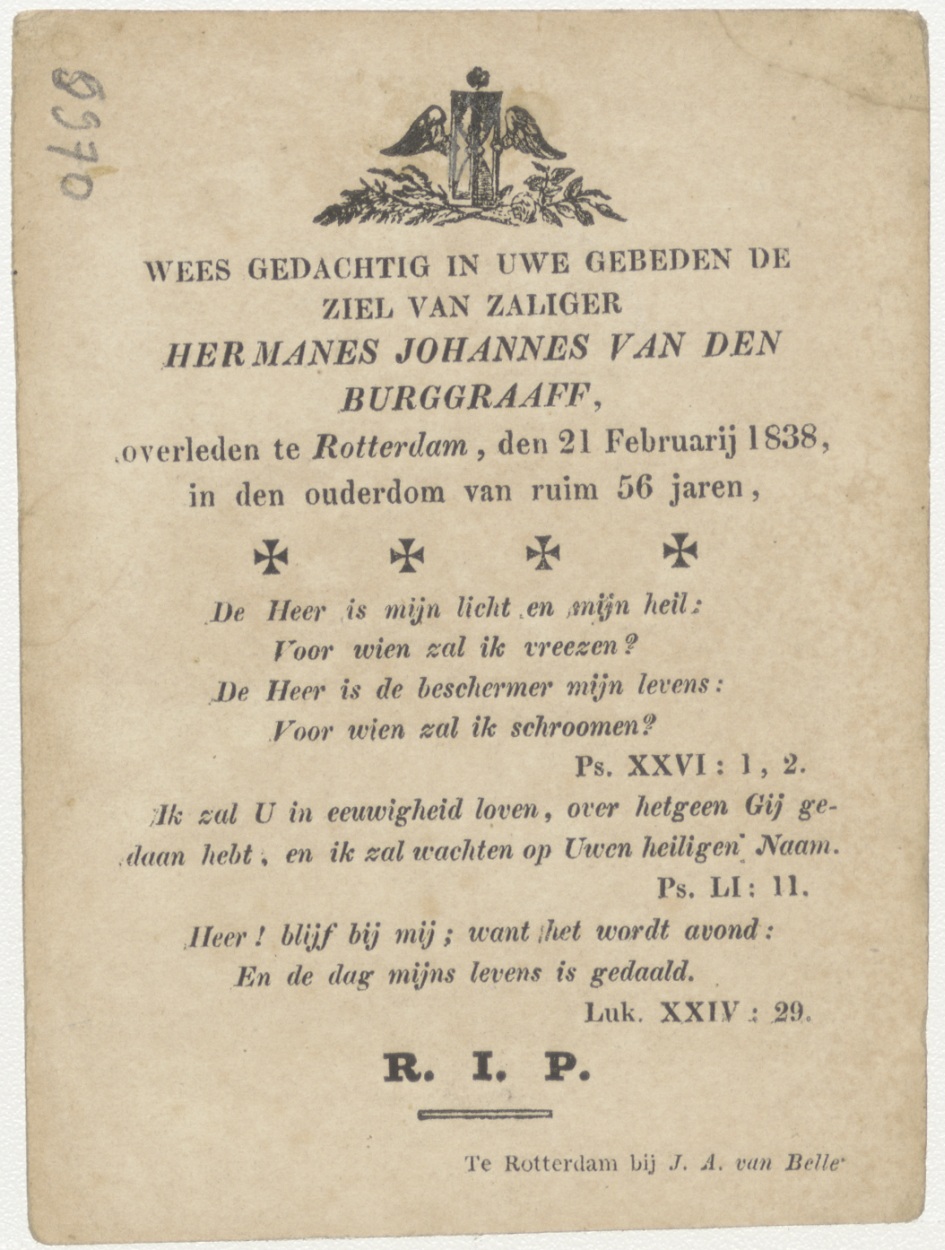 8970
WEES GEDACHTIG IN UWE GEBEDEN DE
ZIEL VAN ZALIGER
HERMANES JOHANNES VAN DEN
BURGGRAAFF,
overleden te Rotterdam, den 21 Februarij 1838,
in den ouderdom van ruim 56 jaren,
De Heer is mijn licht en mijn heil:
Voor wien zal ik vreezen?
De Heer is de beschermer mijn levens:
Voor wien zal ik schroomen?
Ps. XXVI: 1, 2.
Ik zal U in eeuwigheid loven, over hetgeen Gij ge-
daan hebt, en ik zal wachten op Uwen heiligen Naam.
Ps. LI: 11.
Heer! blijf bij mij; want het wordt avond:
En de dag mijns levens is gedaald.
Luk. XXIV: 29.
R. I. P.
Te Rotterdam bij J. A. van Belle